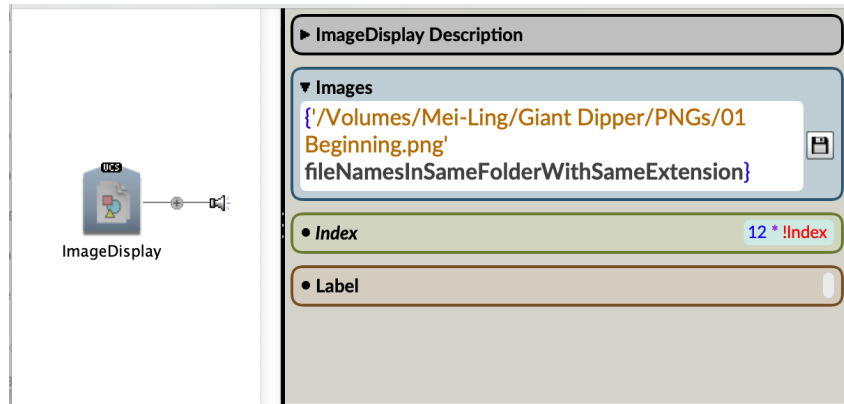 UCS
ImageDisplay
ImageDisplay Description
Images
{'/Volumes/Mei-Ling/Giant Dipper/PNGs/01
Beginning.png'
fileNamesInSameFolderWithSameExtension}
Index
12 * !Index
Label